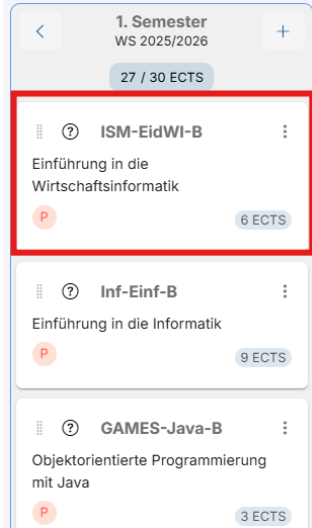 1. Semester
WS 2025/2026
27 / 30 ECTS
ISM-EidWI-B
Einführung in die
Wirtschaftsinformatik
P
6 ECTS
Inf-Einf-B
Einführung in die Informatik
P
9 ECTS
GAMES-Java-B
Objektorientierte Programmierung
mit Java
P
3 ECTS